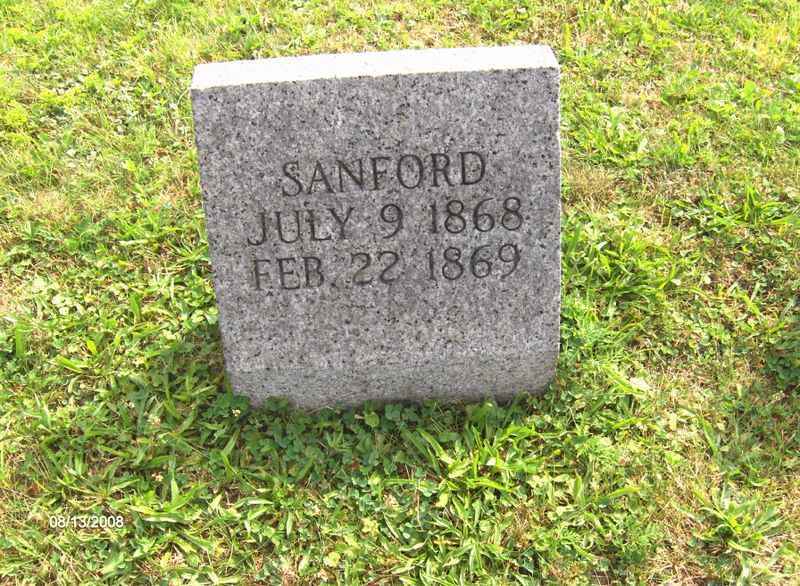 SANFORD
JULY 9 1868
FEB. 22 1869
08/13/2008